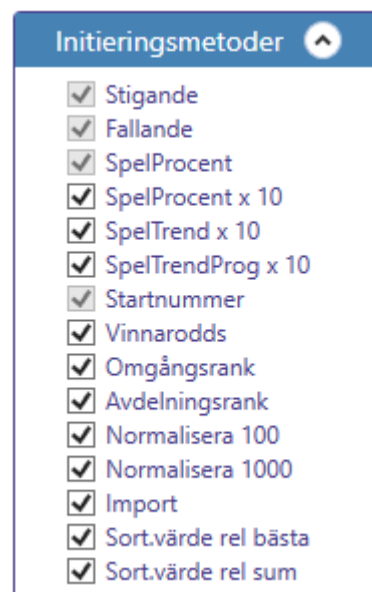 Initieringsmetoder
Stigande
Fallande
SpelProcent
SpelProcent x 10
SpelTrend x 10
SpelTrendProg x 10
Startnummer
Vinnarodds
Omgångsrank
Avdelningsrank
Normalisera 100
Normalisera 1000
Import
Sort.värde rel bästa
Sort.värde rel sum